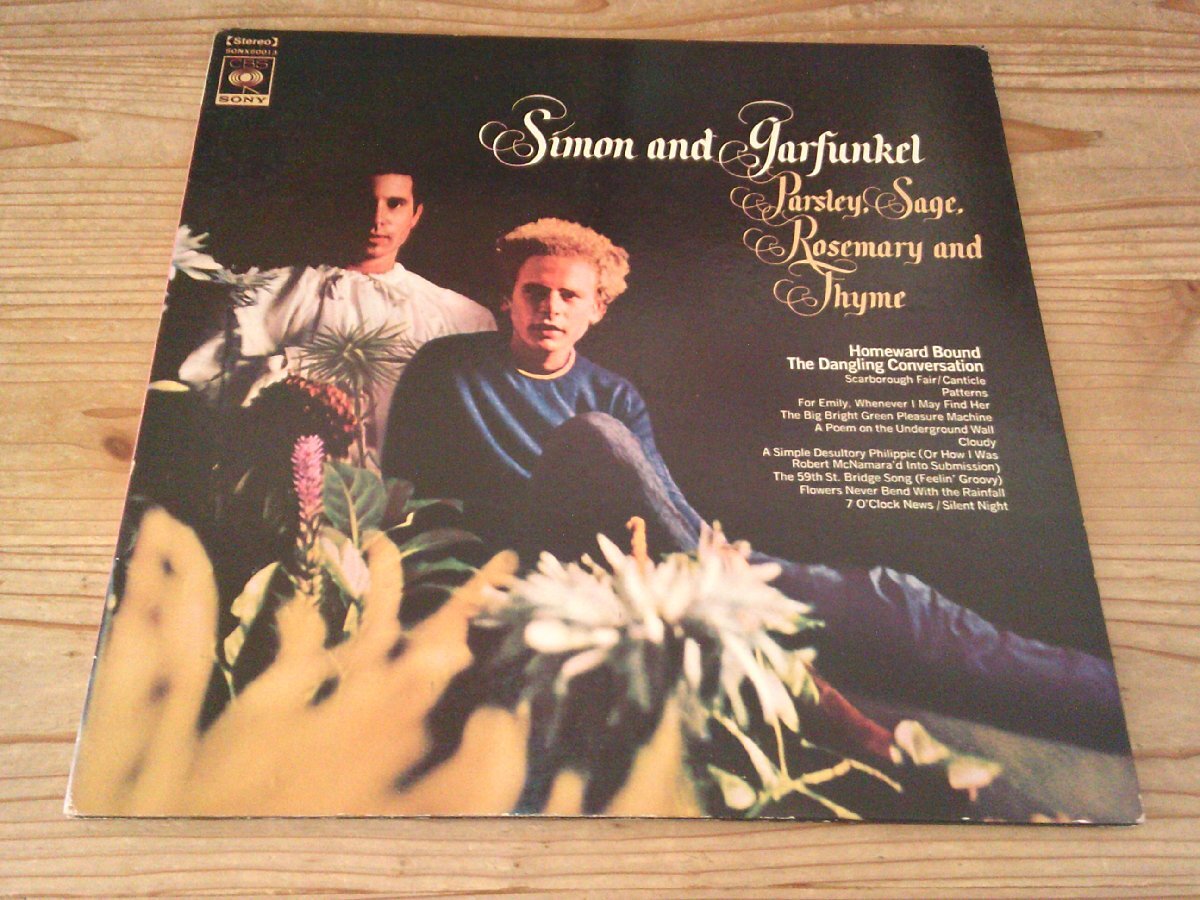 【Stereo】
SONX60013
CBS
SONY
Simon and Garfunkel
Parsley, Sage,
Rosemary and
Thyme
Homeward Bound
The Dangling Conversation
Scarborough Fair/Canticle
Patterns
For Emily, Whenever I May Find Her
The Big Bright Green Pleasure Machine
A Poem on the Underground Wall
Cloudy
A Simple Desultory Philippic (Or How I Was
Robert McNamara'd Into Submission)
The 59th St. Bridge Song (Feelin' Groovy)
Flowers Never Bend With the Rainfall
7 O'Clock News / Silent Night